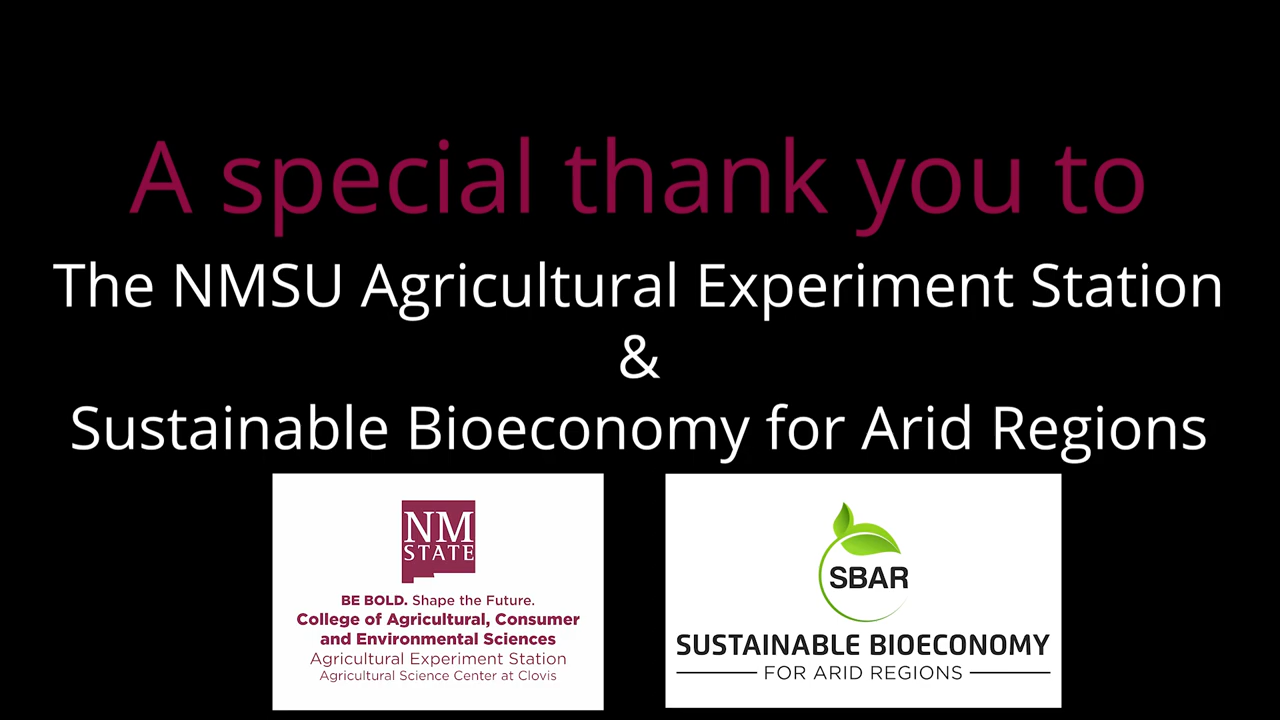 A special thank you to
The NMSU Agricultural Experiment Station
&
Sustainable Bioeconomy for Arid Regions
NM
STATE
BE BOLD. Shape the Future.
College of Agricultural, Consumer
and Environmental Sciences
Agricultural Experiment Station
Agricultural Science Center at Clovis
SBAR
SUSTAINABLE BIOECONOMY
FOR ARID REGIONS